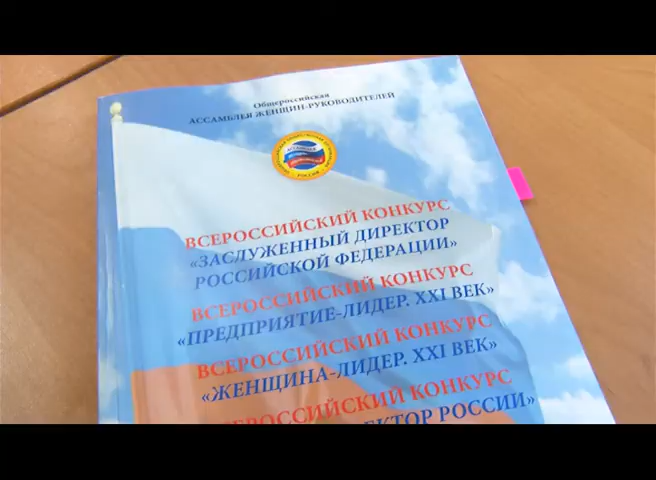 Общероссийская
АССАМБЛЕЯ ЖЕНЩИН-РУКОВОДИТЕЛЕЙ
ВСЕРОССИЙСКИЙ КОНКУРС
«ЗАСЛУЖЕННЫЙ ДИРЕКТОР
РОССИЙСКОЙ ФЕДЕРАЦИИ»
ВСЕРОССИЙСКИЙ КОНКУРС
«ПРЕДПРИЯТИЕ-ЛИДЕР. XXI ВЕК»
ВСЕРОССИЙСКИЙ КОНКУРС
«ЖЕНЩИНА-ЛИДЕР. XXI ВЕК»
ВСЕРОССИЙСКИЙ КОНКУРС
РОССИИ»